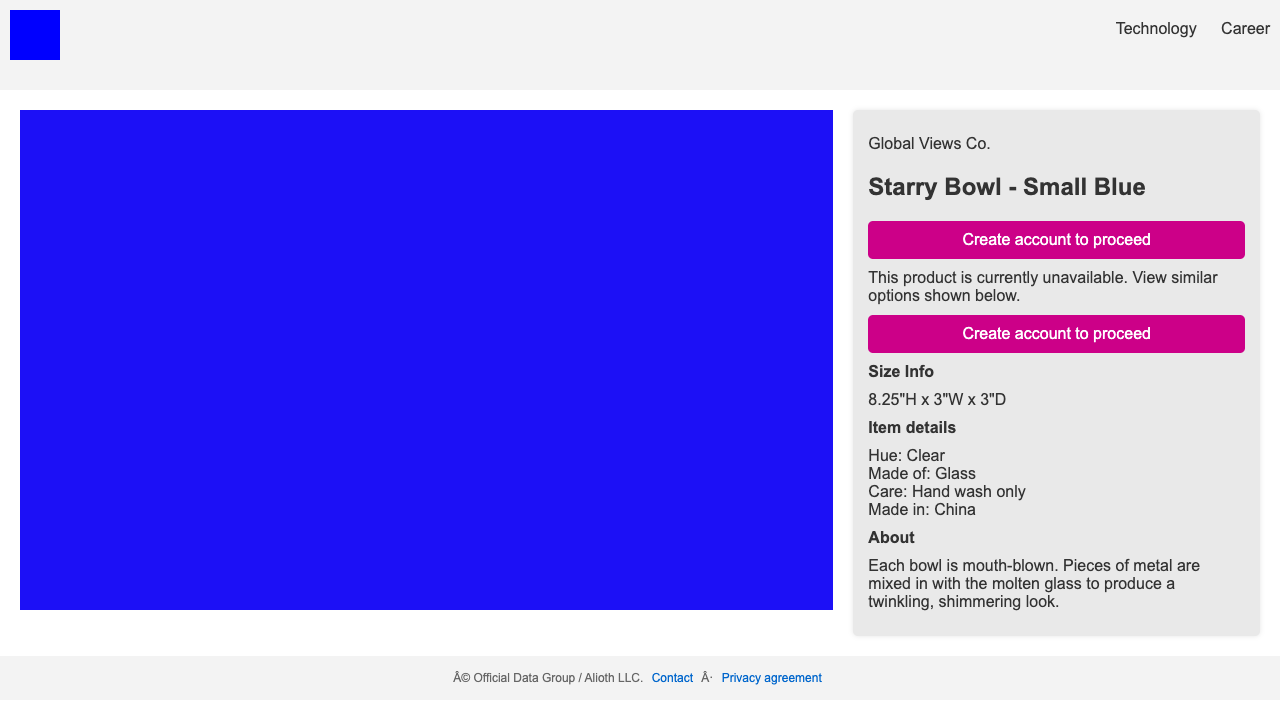 Technology Career
Global Views Co.
Starry Bowl - Small Blue
Create account to proceed
This product is currently unavailable. View similar
options shown below.
Create account to proceed
Size Info
8.25"H x 3"W x 3"D
Item details
Hue: Clear
Made of: Glass
Care: Hand wash only
Made in: China
About
Each bowl is mouth-blown. Pieces of metal are
mixed in with the molten glass to produce a
twinkling, shimmering look.
Â© Official Data Group / Alioth LLC. Contact Â· Privacy agreement